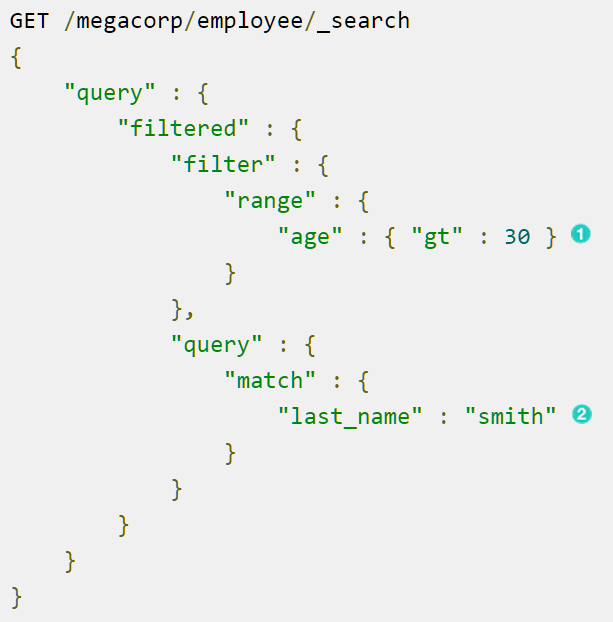 GET /megacorp/employee/_search
{
    "query" : {
        "filtered" : {
            "filter" : {
                "range" : {
                    "age" : { "gt" : 30 } 1
                }
            },
            "query" : {
                "match" : {
                    "last_name" : "smith" 2
                }
            }
        }
    }
}